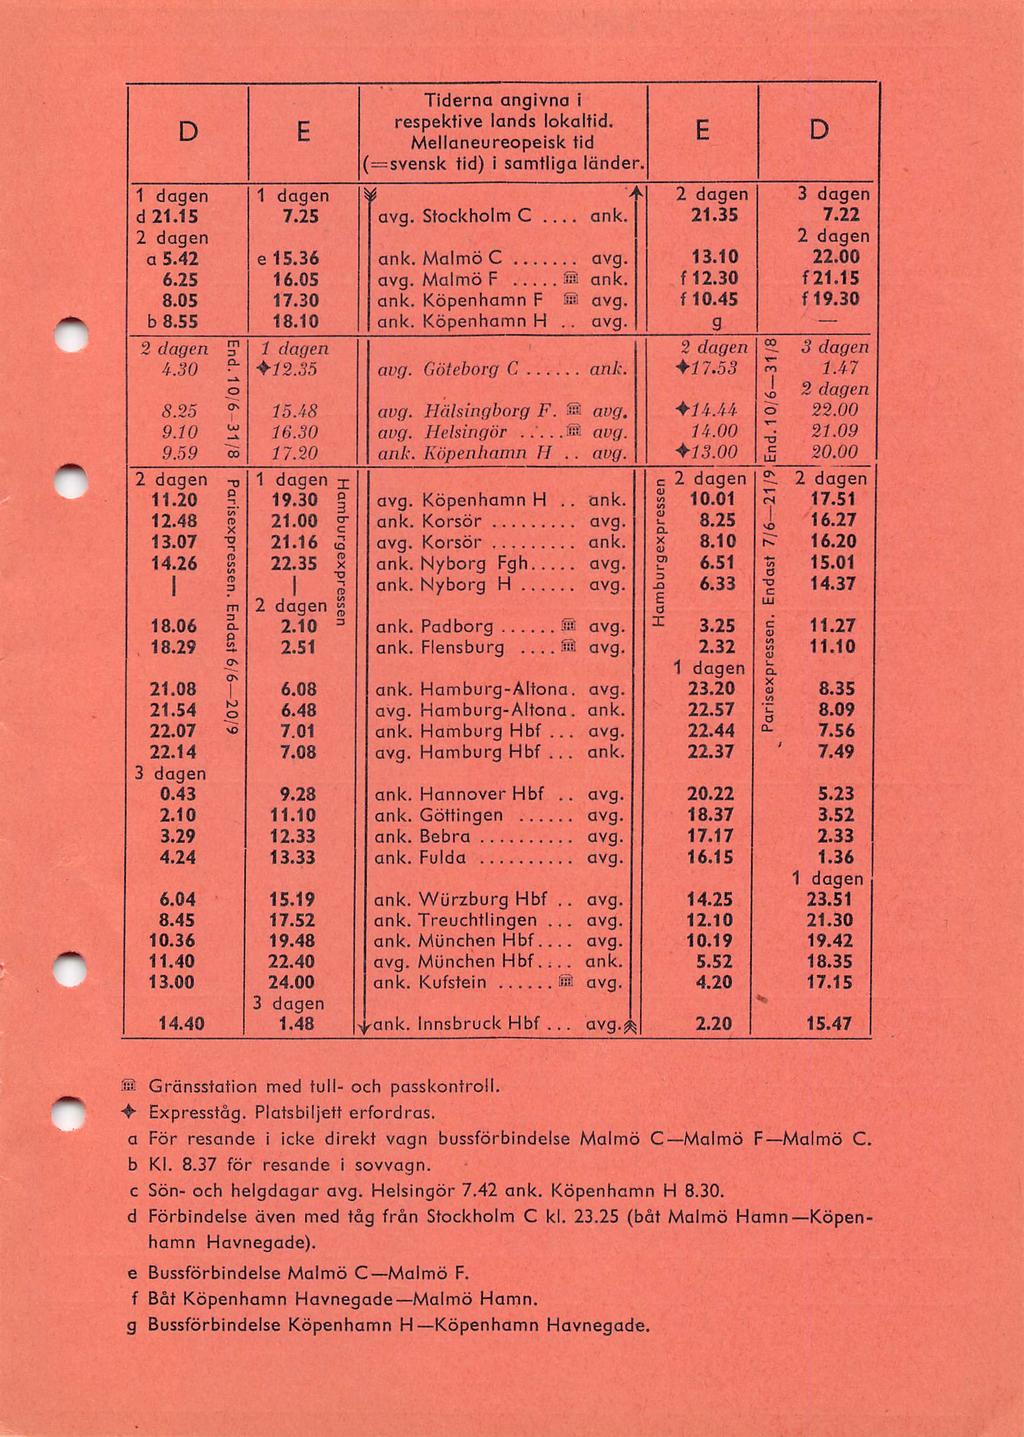 D E Tiderna angivna i respektive lands lokaltid. Mellaneureopeisk tid (=svensk tid) i samtliga länder. E D
1 dagen 1 dagen 2 dagen 3 dagen
d 21.15 7.25 avg. Stockholm C .... ank. 21.35 7.22
2 dagen 2 dagen
a 5.42 e 15.36 ank. Malmö C ....... avg. 13.10 22.00
6.25 16.05 avg. Malmö F ..... ank. f 12.30 f 21.15
8.05 17.30 ank. Köpenhamn F avg. f 10.45 f 19.30
b 8.55 18.10 ank. Köpenhamn H .. avg. g —
End. 10/6—31/8
2 dagen 1 dagen 2 dagen 3 dagen
4.30 ✦12.35 avg. Göteborg C ...... ank. ✦17.53 1.47
2 dagen
8.25 15.48 avg. Hälsingborg F. avg. ✦14.44 22.00
9.10 16.30 avg. Helsingör ..... avg. 14.00 21.09
9.59 17.20 ank. Köpenhamn H .. avg. ✦13.00 20.00
End. 10/6—31/8
Parisexpressen. Endast 6/6—20/9
Hamburgexpressen
2 dagen 1 dagen 2 dagen 2 dagen
11.20 19.30 avg. Köpenhamn H .. ank. 10.01 17.51
12.48 21.00 ank. Korsör ......... avg. 8.25 16.27
13.07 21.16 avg. Korsör ......... ank. 8.10 16.20
14.26 22.35 ank. Nyborg Fgh..... avg. 6.51 15.01
| | ank. Nyborg H ...... avg. 6.33 14.37
2 dagen
18.06 2.10 ank. Padborg ...... avg. 3.25 11.27
18.29 2.51 ank. Flensburg .... avg. 2.32 11.10
1 dagen
21.08 6.08 ank. Hamburg-Altona. avg. 23.20 8.35
21.54 6.48 avg. Hamburg-Altona. ank. 22.57 8.09
22.07 7.01 ank. Hamburg Hbf ... avg. 22.44 7.56
22.14 7.08 avg. Hamburg Hbf ... ank. 22.37 7.49
Hamburgexpressen
Parisexpressen. Endast 7/6—21/9
3 dagen
0.43 9.28 ank. Hannover Hbf .. avg. 20.22 5.23
2.10 11.10 ank. Göttingen ...... avg. 18.37 3.52
3.29 12.33 ank. Bebra .......... avg. 17.17 2.33
4.24 13.33 ank. Fulda .......... avg. 16.15 1.36
1 dagen
6.04 15.19 ank. Würzburg Hbf .. avg. 14.25 23.51
8.45 17.52 ank. Treuchtlingen ... avg. 12.10 21.30
10.36 19.48 ank. München Hbf.... avg. 10.19 19.42
11.40 22.40 avg. München Hbf.... ank. 5.52 18.35
13.00 24.00 ank. Kufstein ...... avg. 4.20 17.15
3 dagen
14.40 1.48 ank. Innsbruck Hbf ... avg. 2.20 15.47
Gränsstation med tull- och passkontroll.
✦ Expresståg. Platsbiljett erfordras.
a För resande i icke direkt vagn bussförbindelse Malmö C—Malmö F—Malmö C.
b Kl. 8.37 för resande i sovvagn.
c Sön- och helgdagar avg. Helsingör 7.42 ank. Köpenhamn H 8.30.
d Förbindelse även med tåg från Stockholm C kl. 23.25 (båt Malmö Hamn—Köpen-
hamn Havnegade).
e Bussförbindelse Malmö C—Malmö F.
f Båt Köpenhamn Havnegade—Malmö Hamn.
g Bussförbindelse Köpenhamn H—Köpenhamn Havnegade.